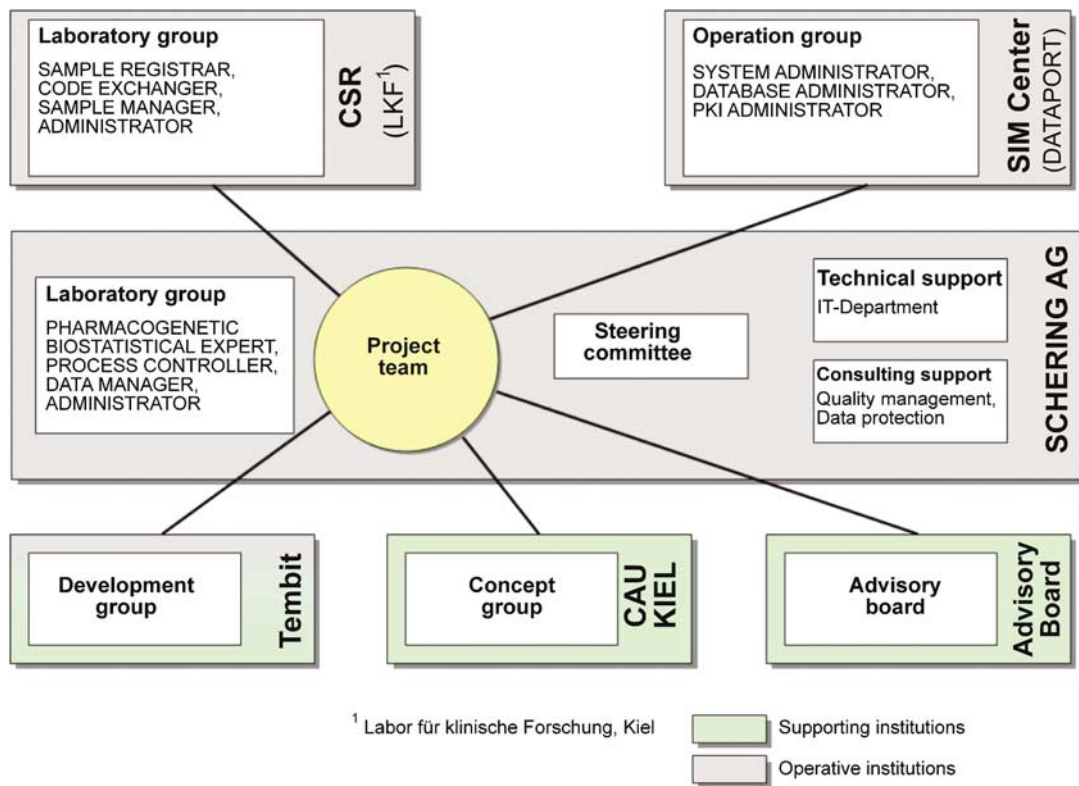 Laboratory group
SAMPLE REGISTRAR,
CODE EXCHANGER,
SAMPLE MANAGER,
ADMINISTRATOR
CSR
(LKF¹)
Operation group
SYSTEM ADMINISTRATOR,
DATABASE ADMINISTRATOR,
PKI ADMINISTRATOR
SIM Center
(DATAPORT)
Laboratory group
PHARMACOGENETIC
BIOSTATISTICAL EXPERT,
PROCESS CONTROLLER,
DATA MANAGER,
ADMINISTRATOR
Project
team
Steering
committee
Technical support
IT-Department
Consulting support
Quality management,
Data protection
SCHERING AG
Development
group
Tembit
Concept
group
CAU
KIEL
Advisory
board
Advisory
Board
¹ Labor für klinische Forschung, Kiel
Supporting institutions
Operative institutions